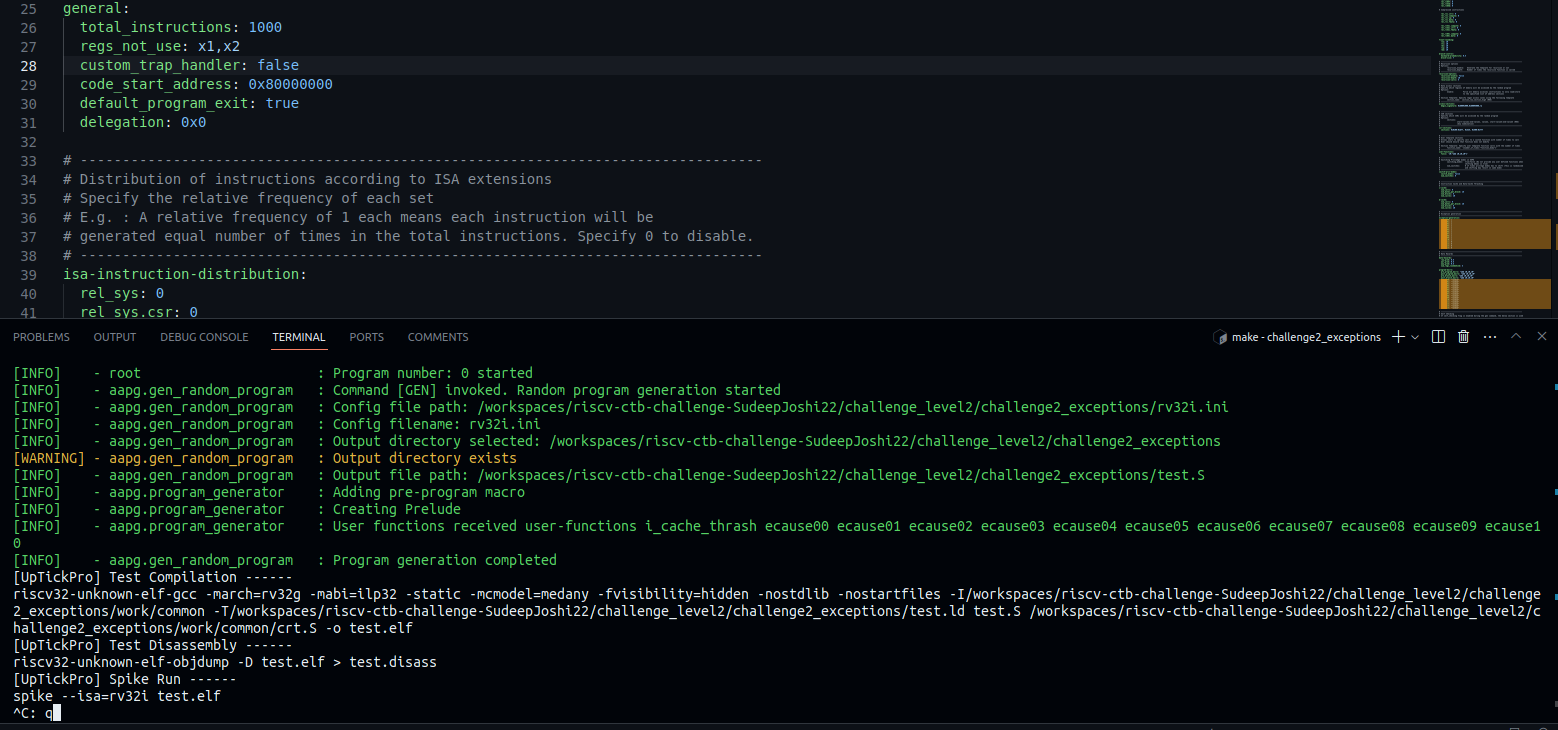 25 general:
26 total_instructions: 1000
27 regs_not_use: x1,x2
28 custom_trap_handler: false
29 code_start_address: 0x80000000
30 default_program_exit: true
31 delegation: 0x0
32
33 # ---------------------------------------------------------------------------------
34 # Distribution of instructions according to ISA extensions
35 # Specify the relative frequency of each set
36 # E.g. : A relative frequency of 1 each means each instruction will be
37 # generated equal number of times in the total instructions. Specify 0 to disable.
38 # ---------------------------------------------------------------------------------
39 isa-instruction-distribution:
40 rel_sys: 0
41 rel_sys.csr: 0
PROBLEMS OUTPUT DEBUG CONSOLE TERMINAL PORTS COMMENTS make - challenge2_exceptions
[INFO] - root : Program number: 0 started
[INFO] - aapg.gen_random_program : Command [GEN] invoked. Random program generation started
[INFO] - aapg.gen_random_program : Config file path: /workspaces/riscv-ctb-challenge-SudeepJoshi22/challenge_level2/challenge2_exceptions/rv32i.ini
[INFO] - aapg.gen_random_program : Config filename: rv32i.ini
[INFO] - aapg.gen_random_program : Output directory selected: /workspaces/riscv-ctb-challenge-SudeepJoshi22/challenge_level2/challenge2_exceptions
[WARNING] - aapg.gen_random_program : Output directory exists
[INFO] - aapg.gen_random_program : Output file path: /workspaces/riscv-ctb-challenge-SudeepJoshi22/challenge_level2/challenge2_exceptions/test.S
[INFO] - aapg.program_generator : Adding pre-program macro
[INFO] - aapg.program_generator : Creating Prelude
[INFO] - aapg.program_generator : User functions received user-functions i_cache_thrash ecause00 ecause01 ecause02 ecause03 ecause04 ecause05 ecause06 ecause07 ecause08 ecause09 ecause1
0
[INFO] - aapg.gen_random_program : Program generation completed
[UpTickPro] Test Compilation ------
riscv32-unknown-elf-gcc -march=rv32g -mabi=ilp32 -static -mcmodel=medany -fvisibility=hidden -nostdlib -nostartfiles -I/workspaces/riscv-ctb-challenge-SudeepJoshi22/challenge_level2/challenge
2_exceptions/work/common -T/workspaces/riscv-ctb-challenge-SudeepJoshi22/challenge_level2/challenge2_exceptions/test.ld test.S /workspaces/riscv-ctb-challenge-SudeepJoshi22/challenge_level2/c
hallenge2_exceptions/work/common/crt.S -o test.elf
[UpTickPro] Test Disassembly ------
riscv32-unknown-elf-objdump -D test.elf > test.disass
[UpTickPro] Spike Run ------
spike --isa=rv32i test.elf
^C: q